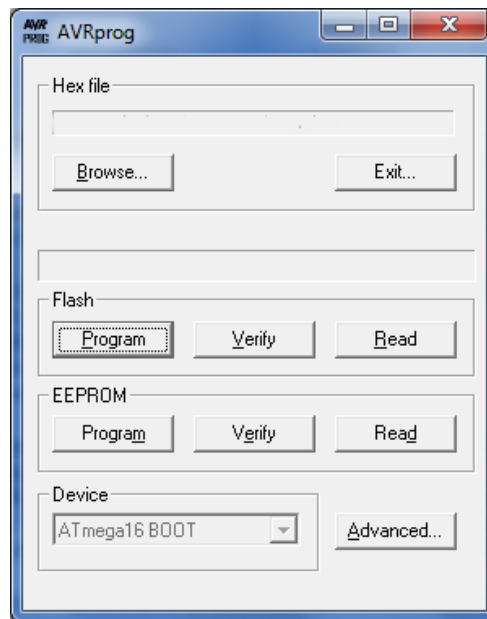 AVR PROG AVRprog
Hex file
Browse... Exit...
Flash
Program Verify Read
EEPROM
Program Verify Read
Device
ATmega16 BOOT Advanced...